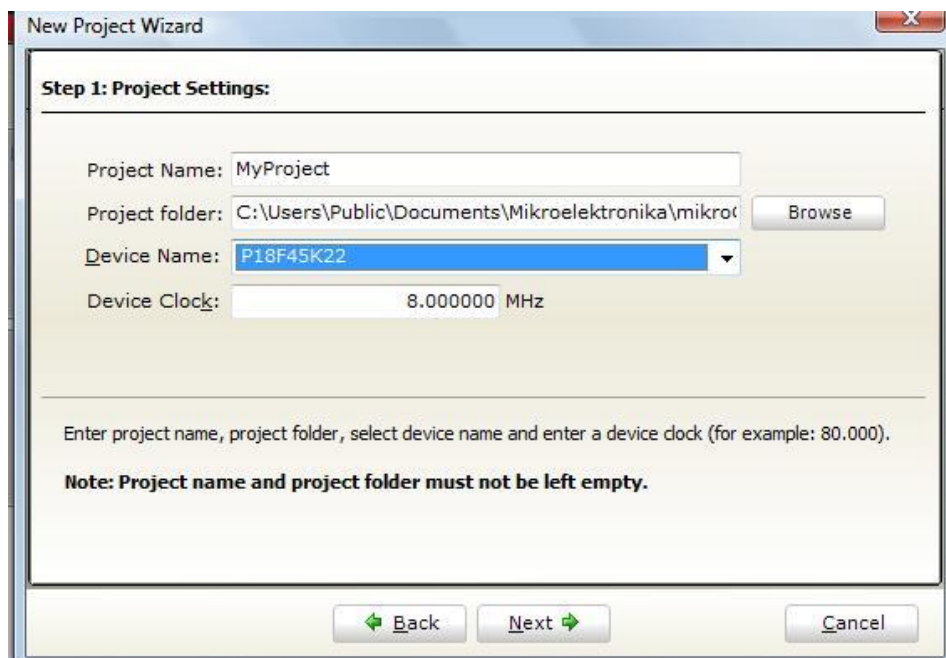 New Project Wizard
Step 1: Project Settings:
Project Name: MyProject
Project folder: C:\Users\Public\Documents\Mikroelektronika\mikroC Browse
Device Name: P18F45K22
Device Clock: 8.000000 MHz
Enter project name, project folder, select device name and enter a device clock (for example: 80.000).
Note: Project name and project folder must not be left empty.
Back Next Cancel